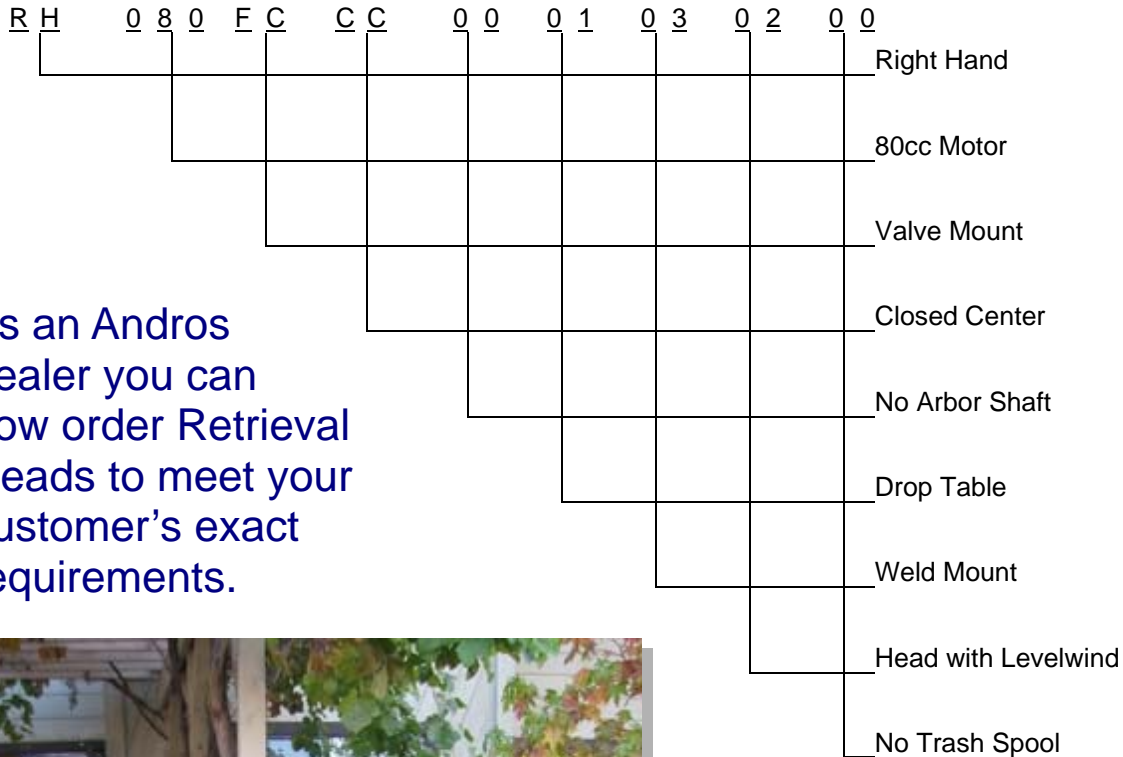 R H 0 8 0 F C C C 0 0 0 1 0 3 0 2 0 0
Right Hand
80cc Motor
Valve Mount
Closed Center
No Arbor Shaft
Drop Table
Weld Mount
Head with Levelwind
No Trash Spool
s an Andros
ealer you can
ow order Retrieval
eads to meet your
ustomer's exact
equirements.